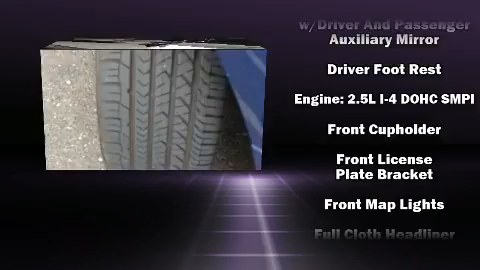 w/Driver And Passenger
Auxiliary Mirror
Driver Foot Rest
Engine: 2.5L I-4 DOHC SMPI
Front Cupholder
Front License
Plate Bracket
Front Map Lights
Full Cloth Headliner